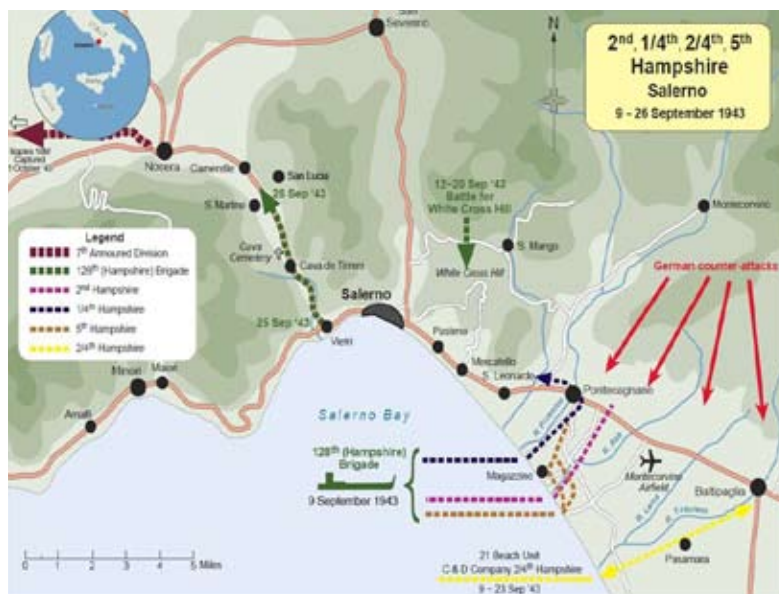 2nd, 1/4th, 2/4th, 5th
Hampshire
Salerno
9 - 26 September 1943
N
Severino
Captured
Nocera
Camerelle
San Lucia
S. Martino
26 Sep '43
Cava
Cemetery
Cava de Tirreni
25 Sep '43
Vietri
Salerno
12-20 Sep '43
Battle for
White Cross Hill
White Cross Hill
S. Mango
Montecorvino
German counter-attacks
Legend
7th Armoured Division
128th (Hampshire) Brigade
2nd Hampshire
1/4th Hampshire
5th Hampshire
2/4th Hampshire
Minori
Maiori
Amalfi
Pastena
Mercatello
S. Leonardo
Pontecagnano
Salerno Bay
128th (Hampshire)
Brigade
9 September 1943
Magazzino
Montecorvino
Airfield
Battipaglia
Pasamara
21 Beach Unit
C & D Company 2/4th Hampshire
9 - 23 Sep '43
0 1 2 3 4 5 Miles